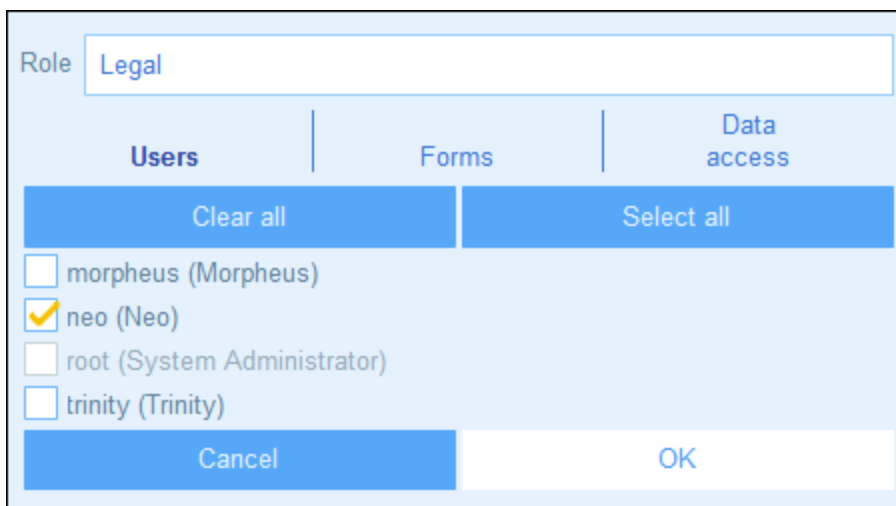 Role
Legal
Users
Forms
Data
access
Clear all
Select all
morpheus (Morpheus)
neo (Neo)
root (System Administrator)
trinity (Trinity)
Cancel
OK